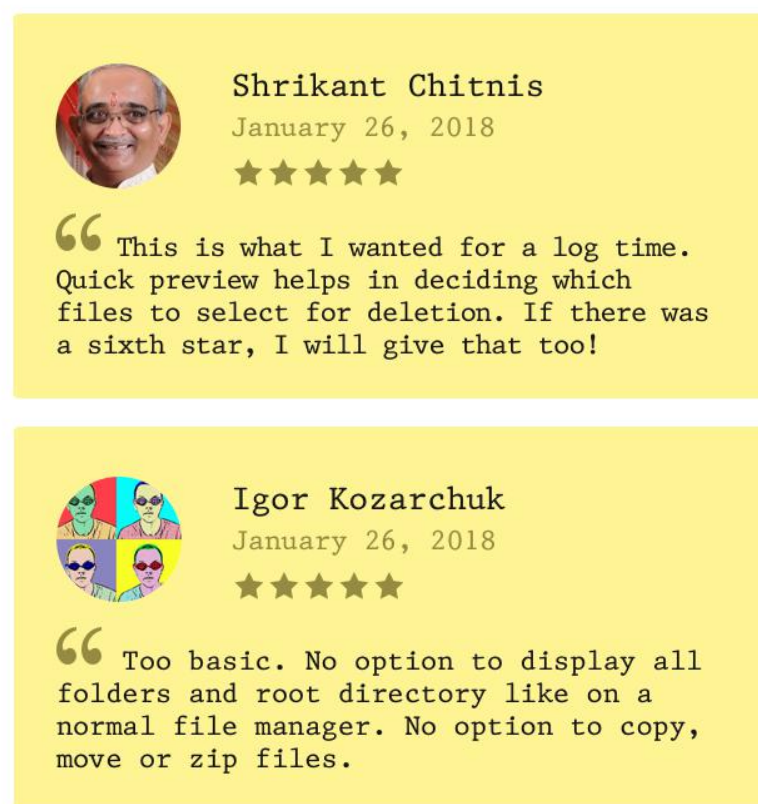 Shrikant Chitnis
January 26, 2018
“ This is what I wanted for a log time.
Quick preview helps in deciding which
files to select for deletion. If there was
a sixth star, I will give that too!
Igor Kozarchuk
January 26, 2018
“ Too basic. No option to display all
folders and root directory like on a
normal file manager. No option to copy,
move or zip files.